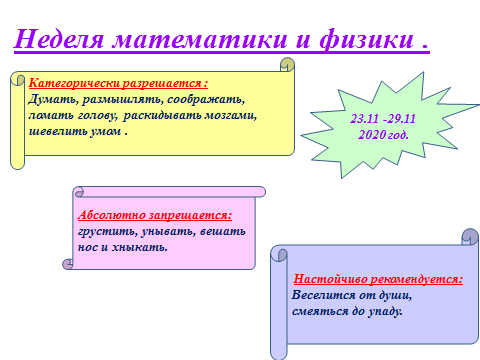 Неделя математики и физики .
Категорически разрешается :
Думать, размышлять, соображать,
ломать голову, раскидывать мозгами,
шевелить умом .
23.11 -29.11
2020 год.
Абсолютно запрещается:
грустить, унывать, вешать
нос и хныкать.
Настойчиво рекомендуется:
Веселится от души,
смеяться до упаду.